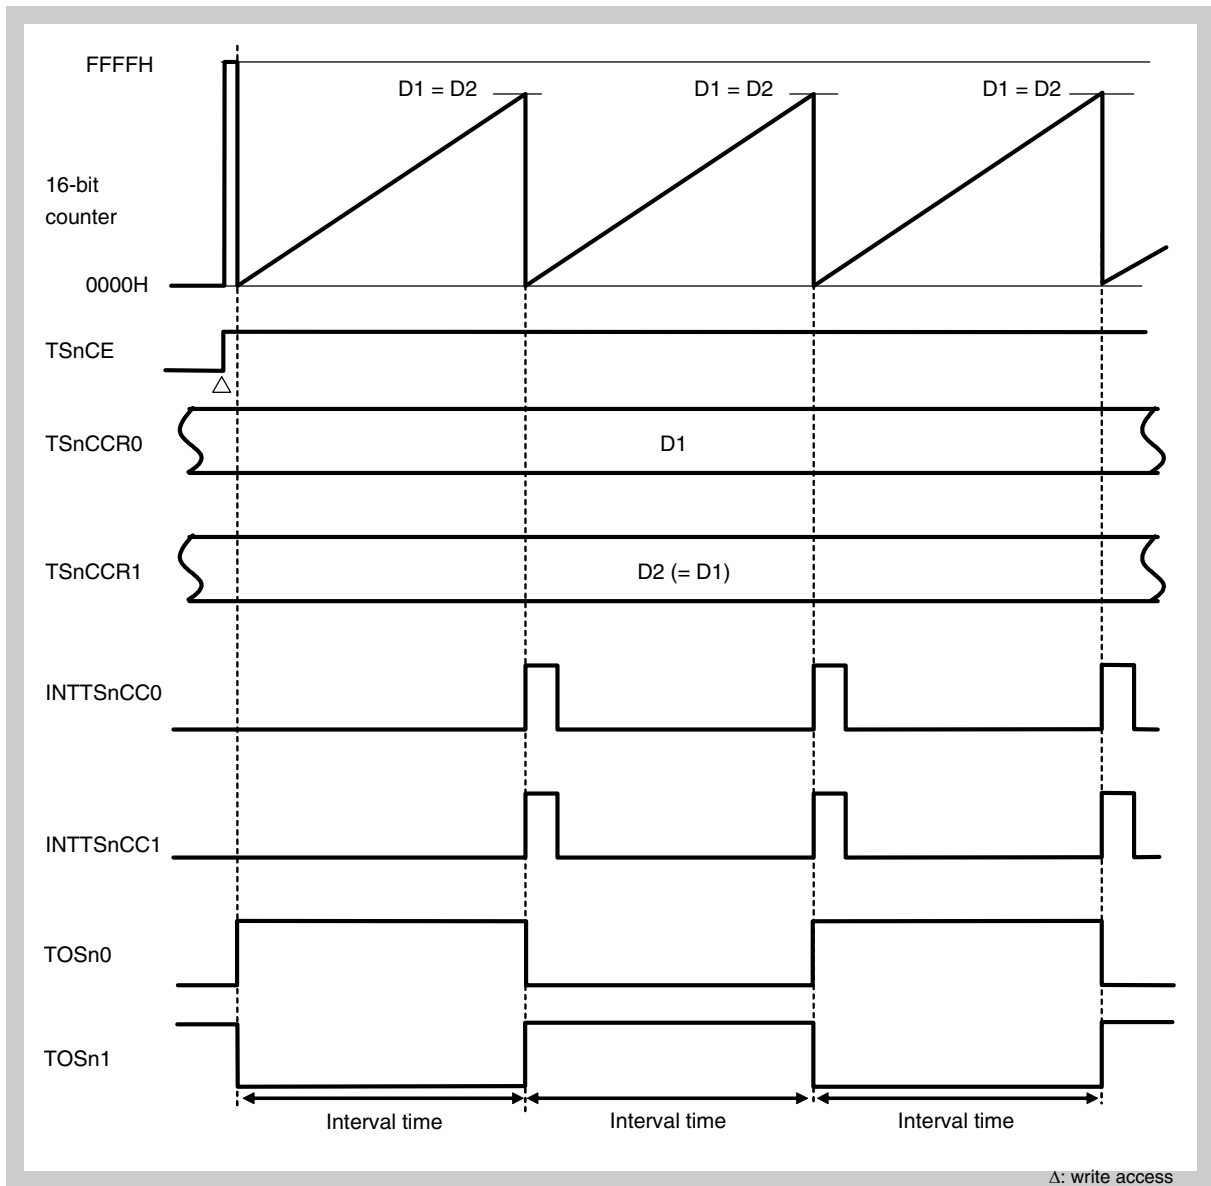 FFFFH
D1 = D2
D1 = D2
D1 = D2
16-bit
counter
0000H
TSnCE
TSnCCR0
D1
TSnCCR1
D2 (= D1)
INTTSnCC0
INTTSnCC1
TOSn0
TOSn1
Interval time
Interval time
Interval time
Δ: write access